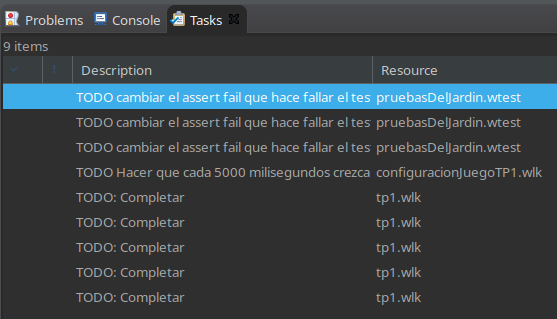 Problems Console Tasks
9 items
Description Resource
TODO cambiar el assert fail que hace fallar el tes pruebasDelJardin.wtest
TODO cambiar el assert fail que hace fallar el tes pruebasDelJardin.wtest
TODO cambiar el assert fail que hace fallar el tes pruebasDelJardin.wtest
TODO Hacer que cada 5000 milisegundos crezca configuracionJuegoTP1.wlk
TODO: Completar tp1.wlk
TODO: Completar tp1.wlk
TODO: Completar tp1.wlk
TODO: Completar tp1.wlk
TODO: Completar tp1.wlk